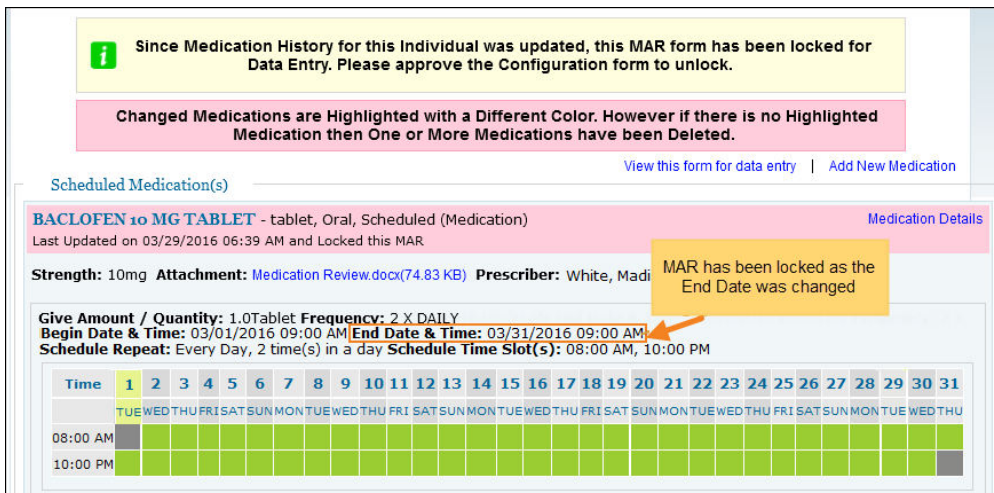 Since Medication History for this Individual was updated, this MAR form has been locked for
Data Entry. Please approve the Configuration form to unlock.
Changed Medications are Highlighted with a Different Color. However if there is no Highlighted
Medication then One or More Medications have been Deleted.
View this form for data entry | Add New Medication
Scheduled Medication(s)
BACLOFEN 10 MG TABLET - tablet, Oral, Scheduled (Medication) Medication Details
Last Updated on 03/29/2016 06:39 AM and Locked this MAR
Strength: 10mg Attachment: Medication Review.docx(74.83 KB) Prescriber: White,
MAR has been locked as the
End Date was changed
Give Amount / Quantity: 1.0Tablet Frequency: 2 X DAILY
Begin Date & Time: 03/01/2016 09:00 AM End Date & Time: 03/31/2016 09:00 AM
Schedule Repeat: Every Day, 2 time(s) in a day Schedule Time Slot(s): 08:00 AM, 10:00 PM
Time 1 2 3 4 5 6 7 8 9 10 11 12 13 14 15 16 17 18 19 20 21 22 23 24 25 26 27 28 29 30 31
TUE WED THU FRI SAT SUN MON TUE WED THU FRI SAT SUN MON TUE WED THU FRI SAT SUN MON TUE WED THU FRI SAT SUN MON TUE WED THU
08:00 AM
10:00 PM